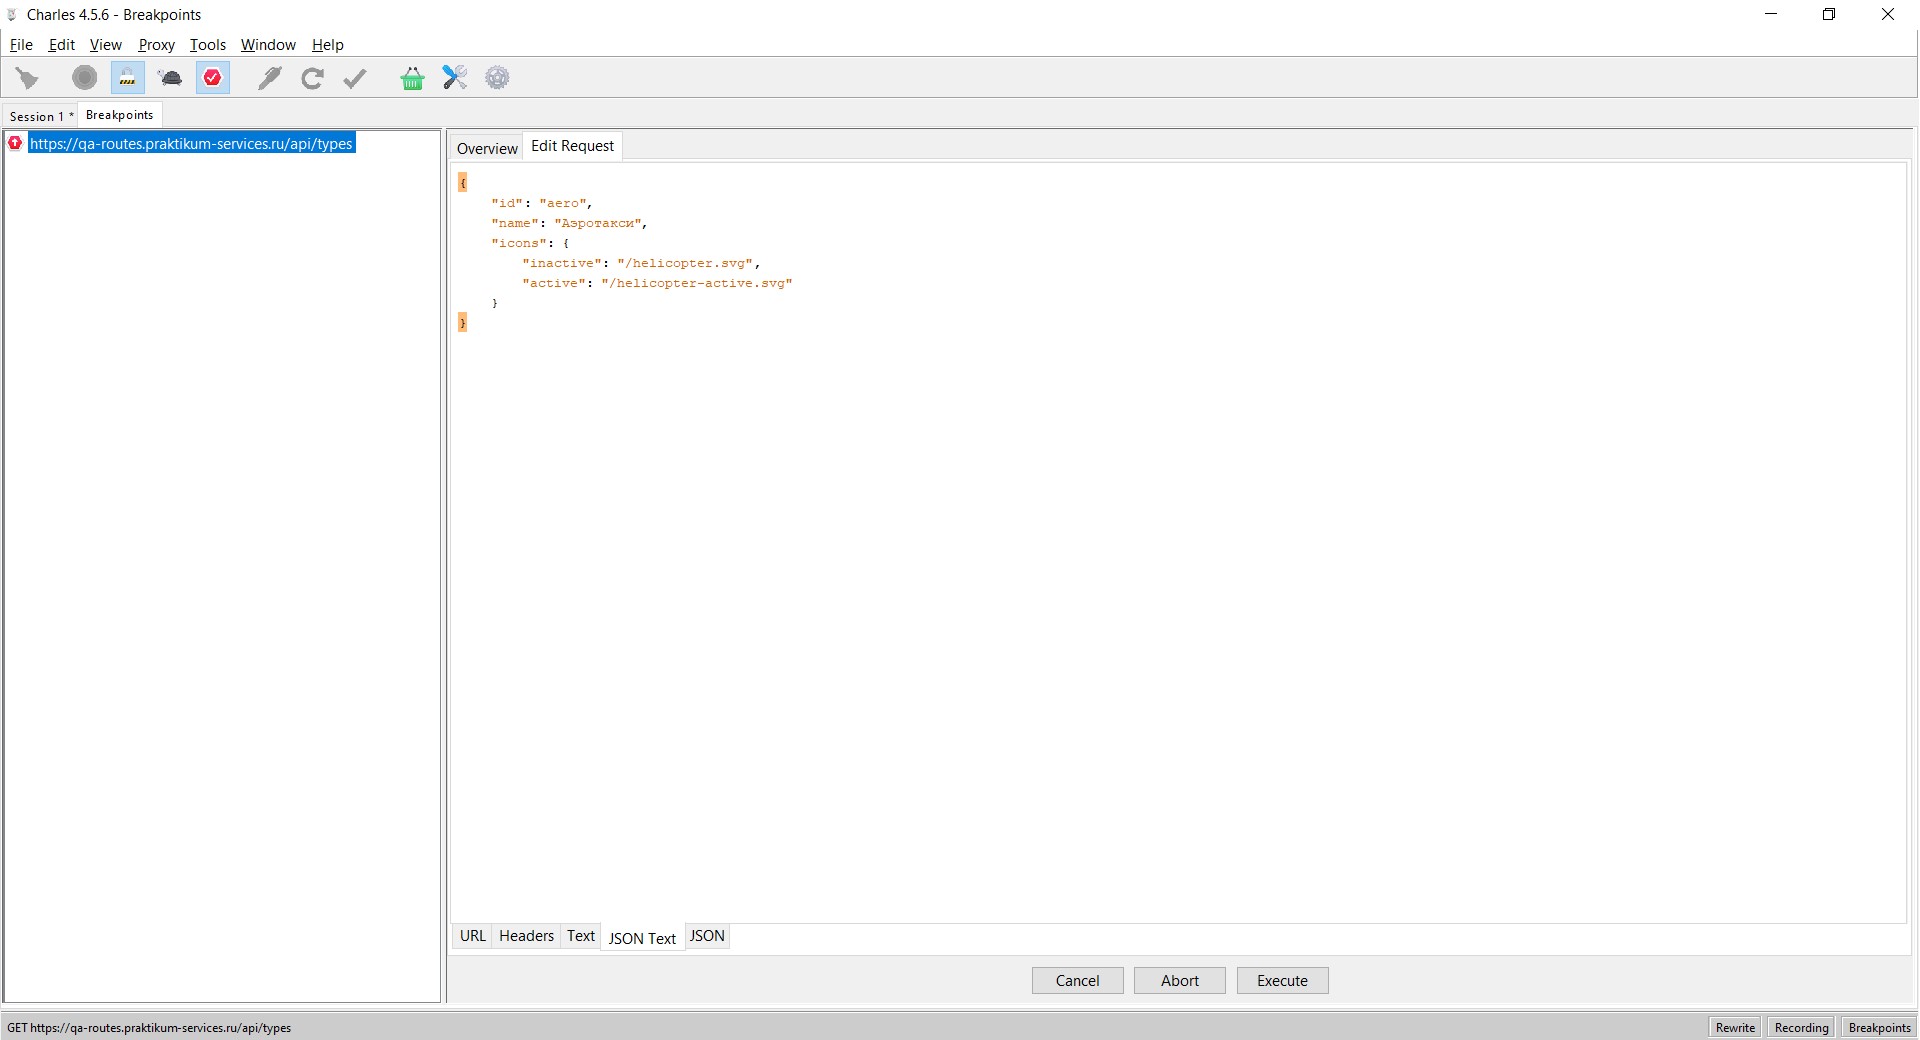 Charles 4.5.6 - Breakpoints
File Edit View Proxy Tools Window Help
Session 1 * Breakpoints
https://qa-routes.praktikum-services.ru/api/types
Overview Edit Request
{
"id": "aero",
"name": "Аэротакси",
"icons": {
"inactive": "/helicopter.svg",
"active": "/helicopter-active.svg"
}
}
URL Headers Text JSON Text JSON
Cancel Abort Execute
GET https://qa-routes.praktikum-services.ru/api/types Rewrite Recording Breakpoints